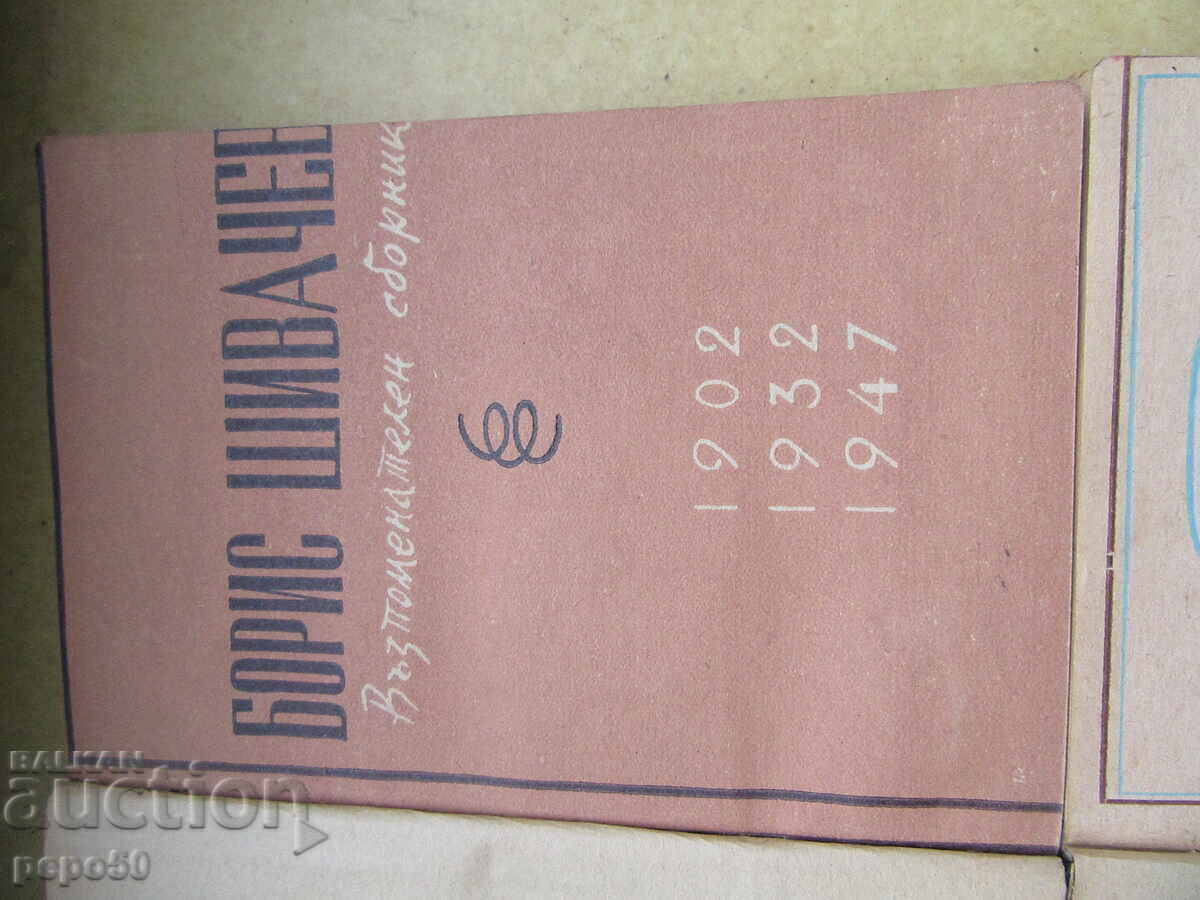 БОРИС ШИВАЧЕВ
Възпоменателен сборник
1902
1932
1947
BALKAN
auction
pepo50